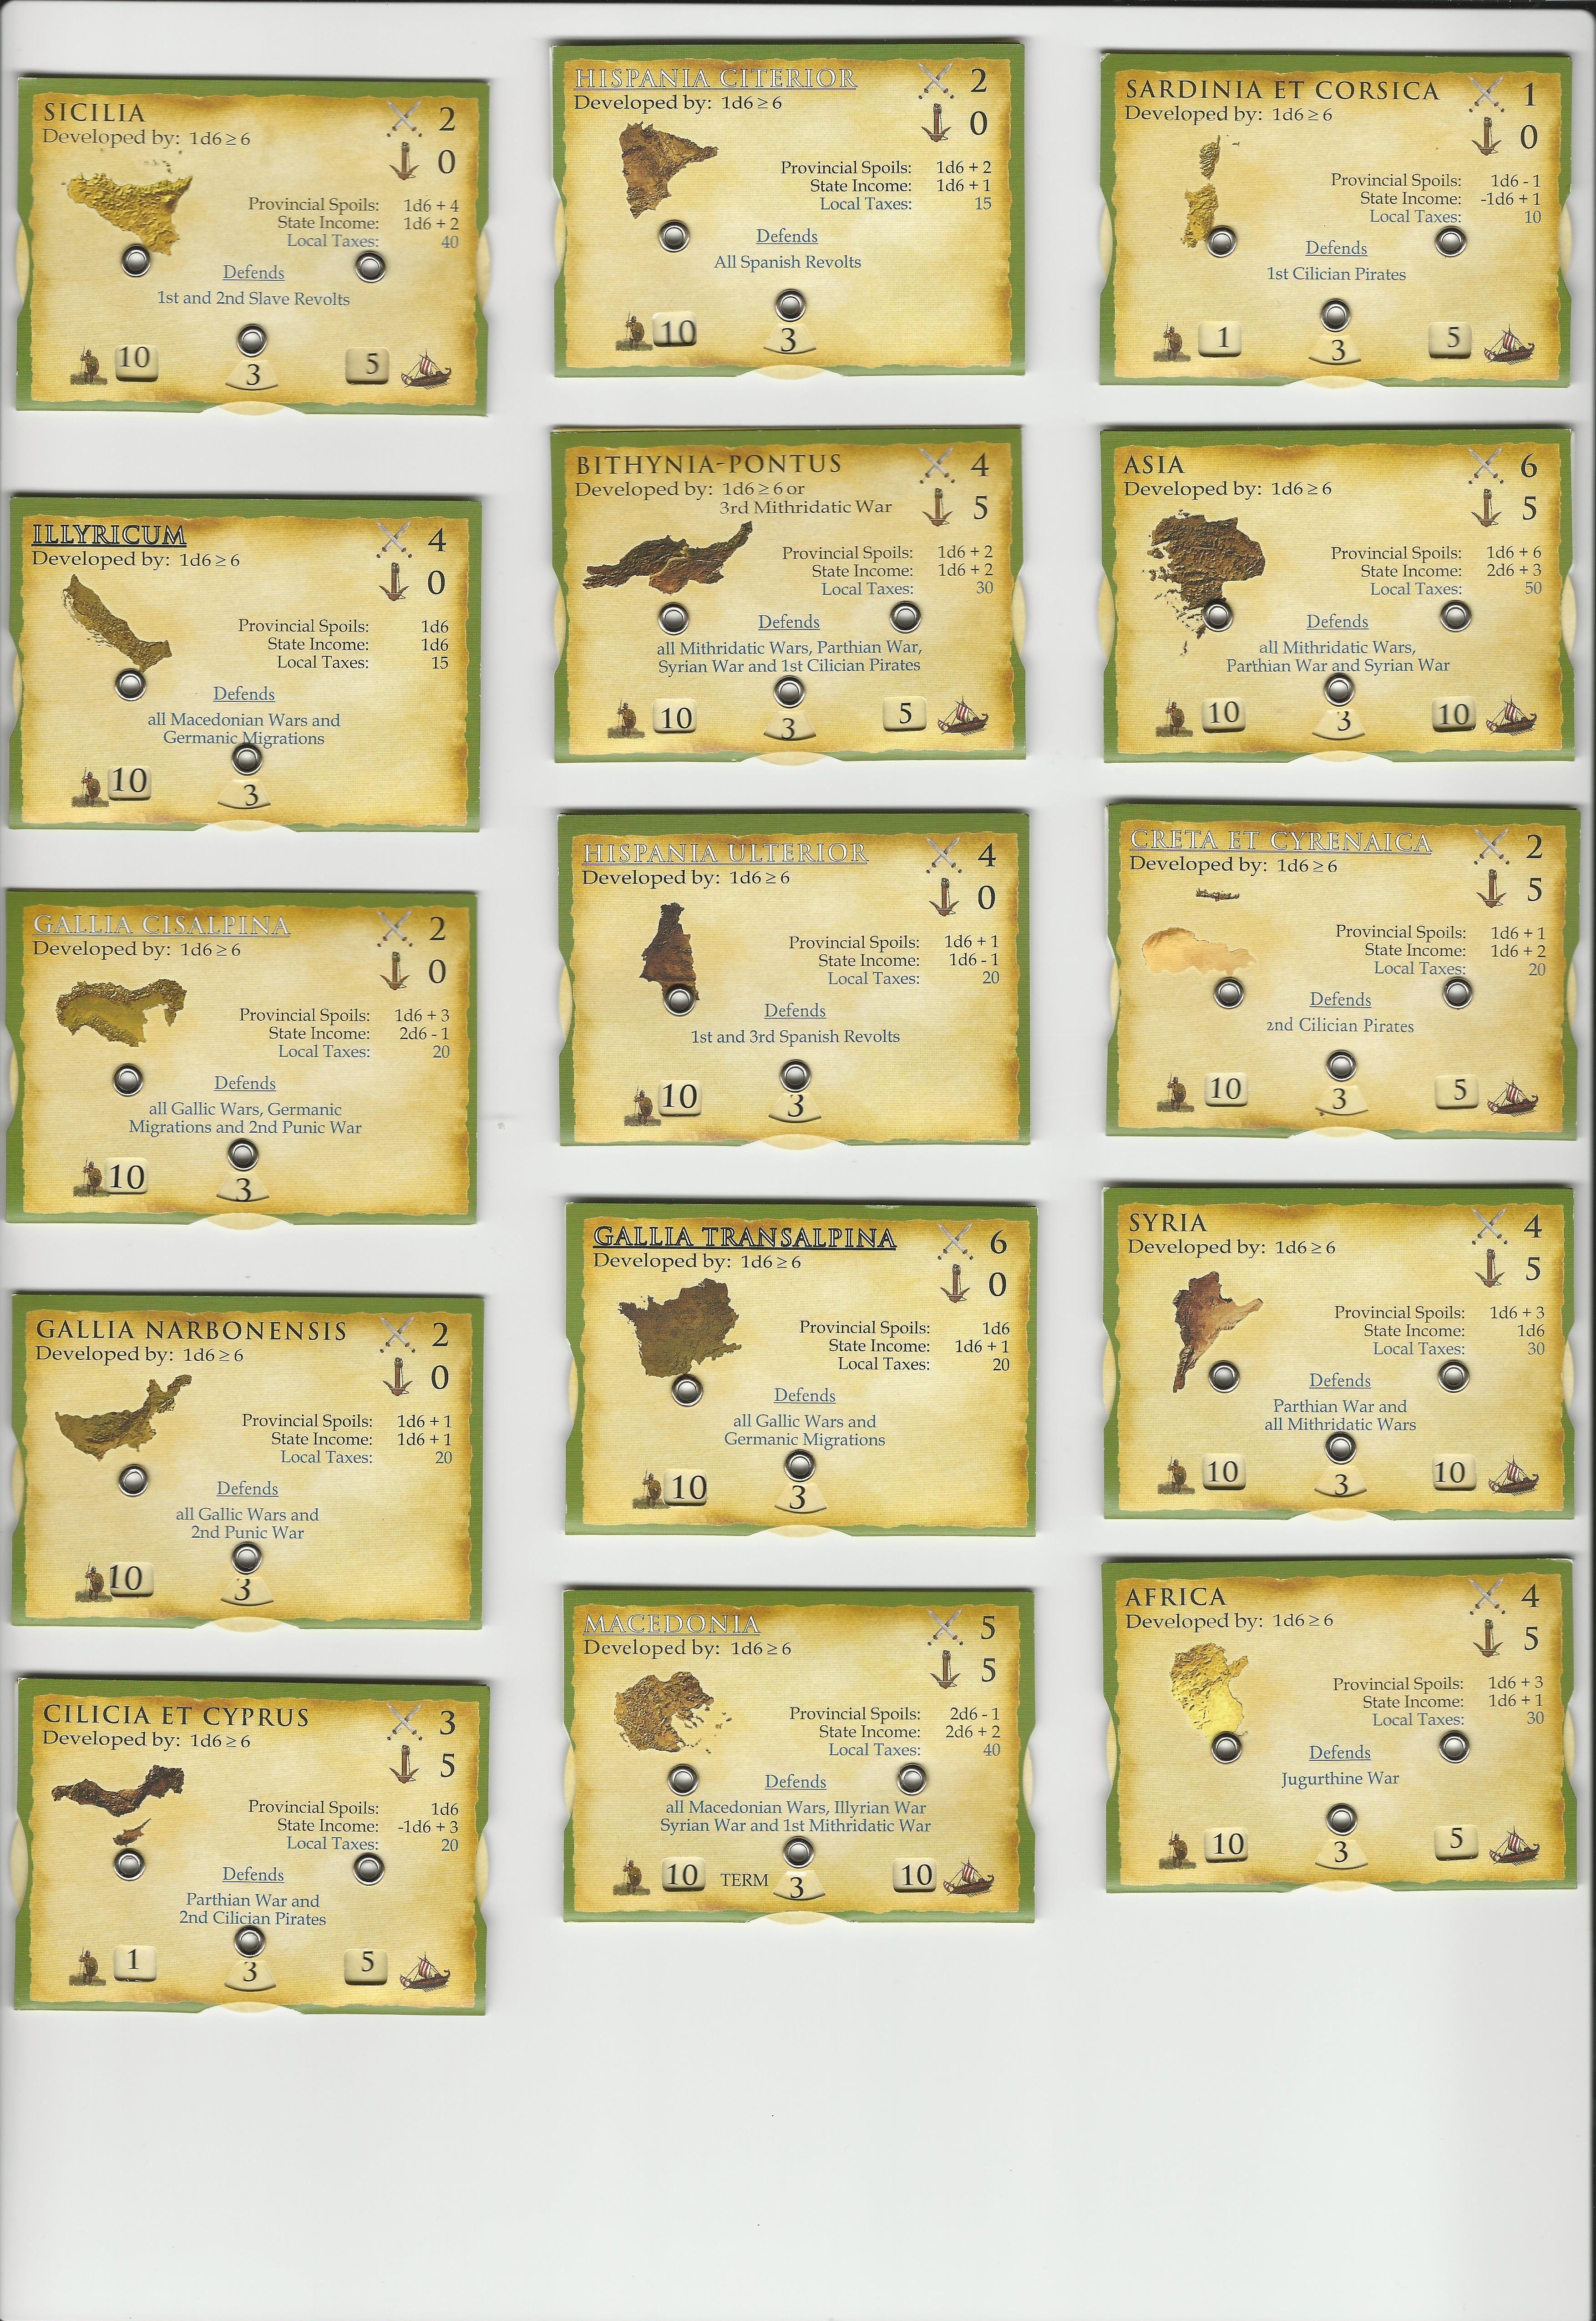 SICILIA
Developed by: 1d6 ≥ 6
2
0
Provincial Spoils: 1d6 + 4
State Income: 1d6 + 2
Local Taxes: 40
Defends
1st and 2nd Slave Revolts
10
3
5
ILLYRICUM
Developed by: 1d6 ≥ 6
4
0
Provincial Spoils: 1d6
State Income: 1d6
Local Taxes: 15
Defends
all Macedonian Wars and
Germanic Migrations
10
3
GALLIA CISALPINA
Developed by: 1d6 ≥ 6
2
0
Provincial Spoils: 1d6 + 3
State Income: 2d6 - 1
Local Taxes: 20
Defends
all Gallic Wars, Germanic
Migrations and 2nd Punic War
10
3
GALLIA NARBONENSIS
Developed by: 1d6 ≥ 6
2
0
Provincial Spoils: 1d6 + 1
State Income: 1d6 + 1
Local Taxes: 20
Defends
all Gallic Wars and
2nd Punic War
10
3
CILICIA ET CYPRUS
Developed by: 1d6 ≥ 6
3
5
Provincial Spoils: 1d6
State Income: -1d6 + 3
Local Taxes: 20
Defends
Parthian War and
2nd Cilician Pirates
1
3
5
HISPANIA CITERIOR
Developed by: 1d6 ≥ 6
2
0
Provincial Spoils: 1d6 + 2
State Income: 1d6 + 1
Local Taxes: 15
Defends
All Spanish Revolts
10
3
BITHYNIA-PONTUS
Developed by: 1d6 ≥ 6 or
3rd Mithridatic War
4
5
Provincial Spoils: 1d6 + 2
State Income: 1d6 + 2
Local Taxes: 30
Defends
all Mithridatic Wars, Parthian War,
Syrian War and 1st Cilician Pirates
10
3
5
HISPANIA ULTERIOR
Developed by: 1d6 ≥ 6
4
0
Provincial Spoils: 1d6 + 1
State Income: 1d6 - 1
Local Taxes: 20
Defends
1st and 3rd Spanish Revolts
10
3
GALLIA TRANSALPINA
Developed by: 1d6 ≥ 6
6
0
Provincial Spoils: 1d6
State Income: 1d6 + 1
Local Taxes: 20
Defends
all Gallic Wars and
Germanic Migrations
10
3
MACEDONIA
Developed by: 1d6 ≥ 6
5
5
Provincial Spoils: 2d6 - 1
State Income: 2d6 + 2
Local Taxes: 40
Defends
all Macedonian Wars, Illyrian War
Syrian War and 1st Mithridatic War
10
TERM
3
10
SARDINIA ET CORSICA
Developed by: 1d6 ≥ 6
1
0
Provincial Spoils: 1d6 - 1
State Income: -1d6 + 1
Local Taxes: 10
Defends
1st Cilician Pirates
1
3
5
ASIA
Developed by: 1d6 ≥ 6
6
5
Provincial Spoils: 1d6 + 6
State Income: 2d6 + 3
Local Taxes: 50
Defends
all Mithridatic Wars,
Parthian War and Syrian War
10
3
10
CRETA ET CYRENAICA
Developed by: 1d6 ≥ 6
2
5
Provincial Spoils: 1d6 + 1
State Income: 1d6 + 2
Local Taxes: 20
Defends
2nd Cilician Pirates
10
3
5
SYRIA
Developed by: 1d6 ≥ 6
4
5
Provincial Spoils: 1d6 + 3
State Income: 1d6
Local Taxes: 30
Defends
Parthian War and
all Mithridatic Wars
10
3
10
AFRICA
Developed by: 1d6 ≥ 6
4
5
Provincial Spoils: 1d6 + 3
State Income: 1d6 + 1
Local Taxes: 30
Defends
Jugurthine War
10
3
5